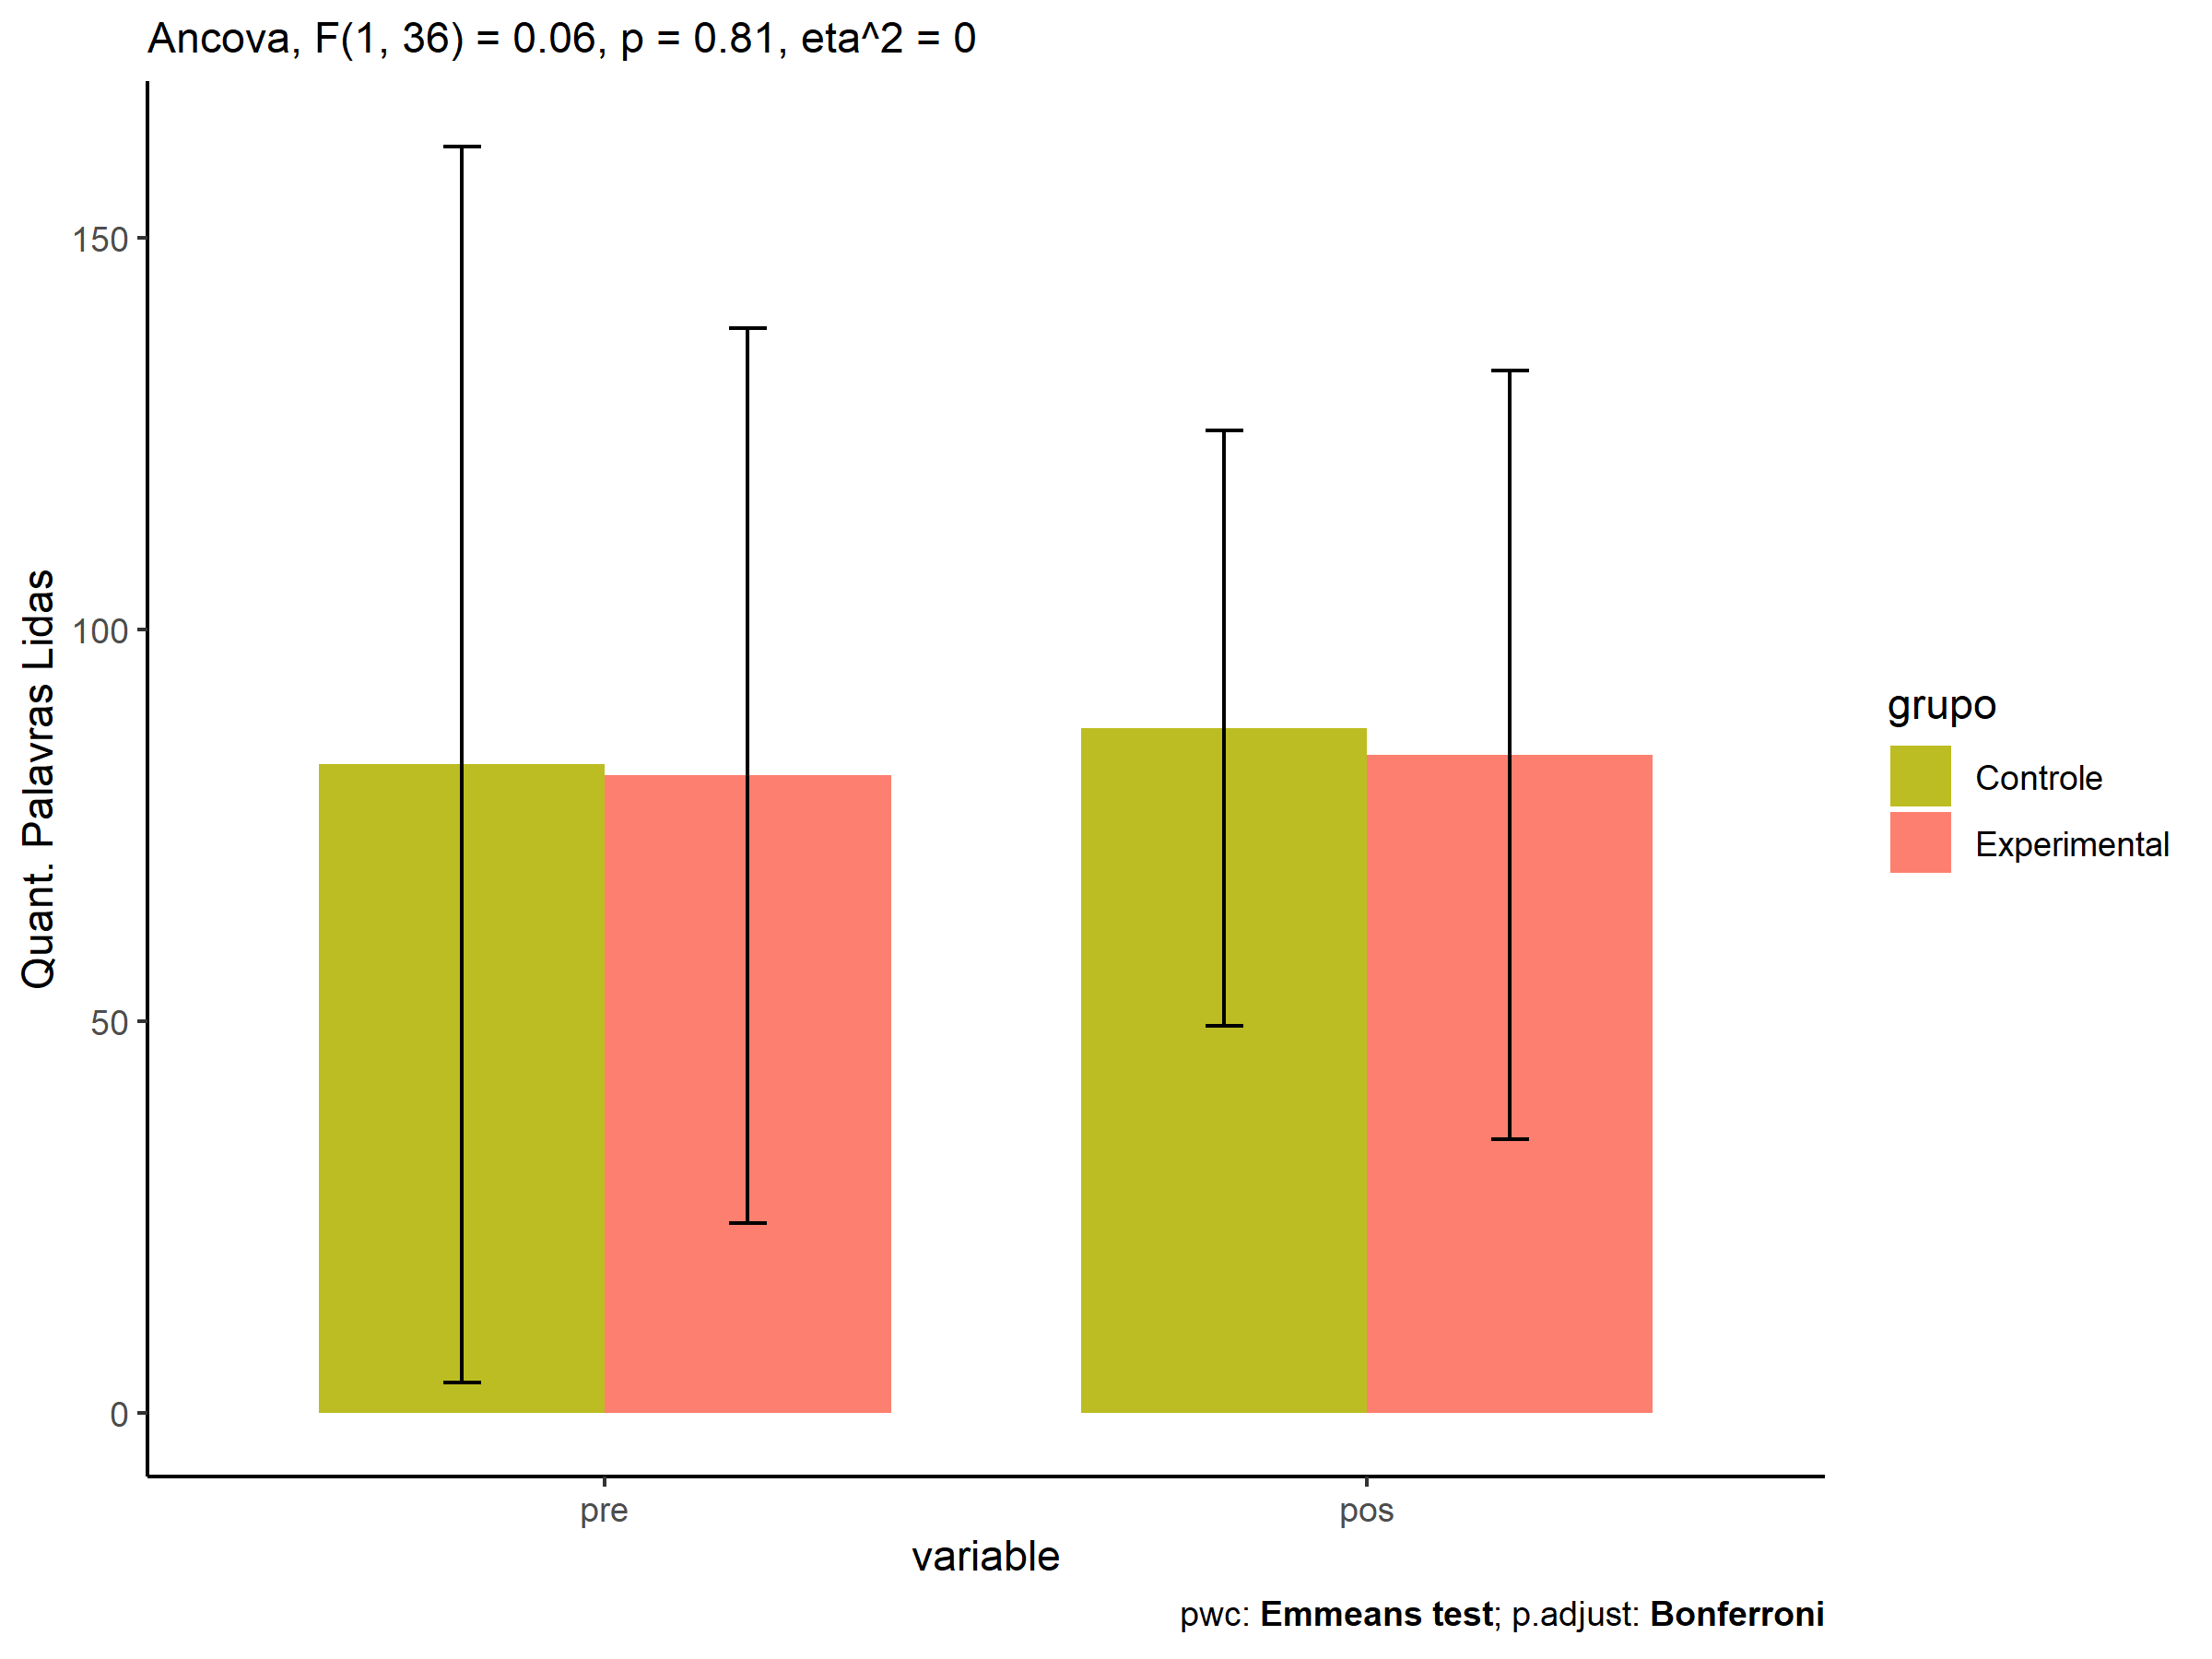 Ancova, F(1, 36) = 0.06, p = 0.81, eta^2 = 0
Quant. Palavras Lidas
150
100
50
0
pre
pos
variable
grupo
Controle
Experimental
pwc: Emmeans test; p.adjust: Bonferroni